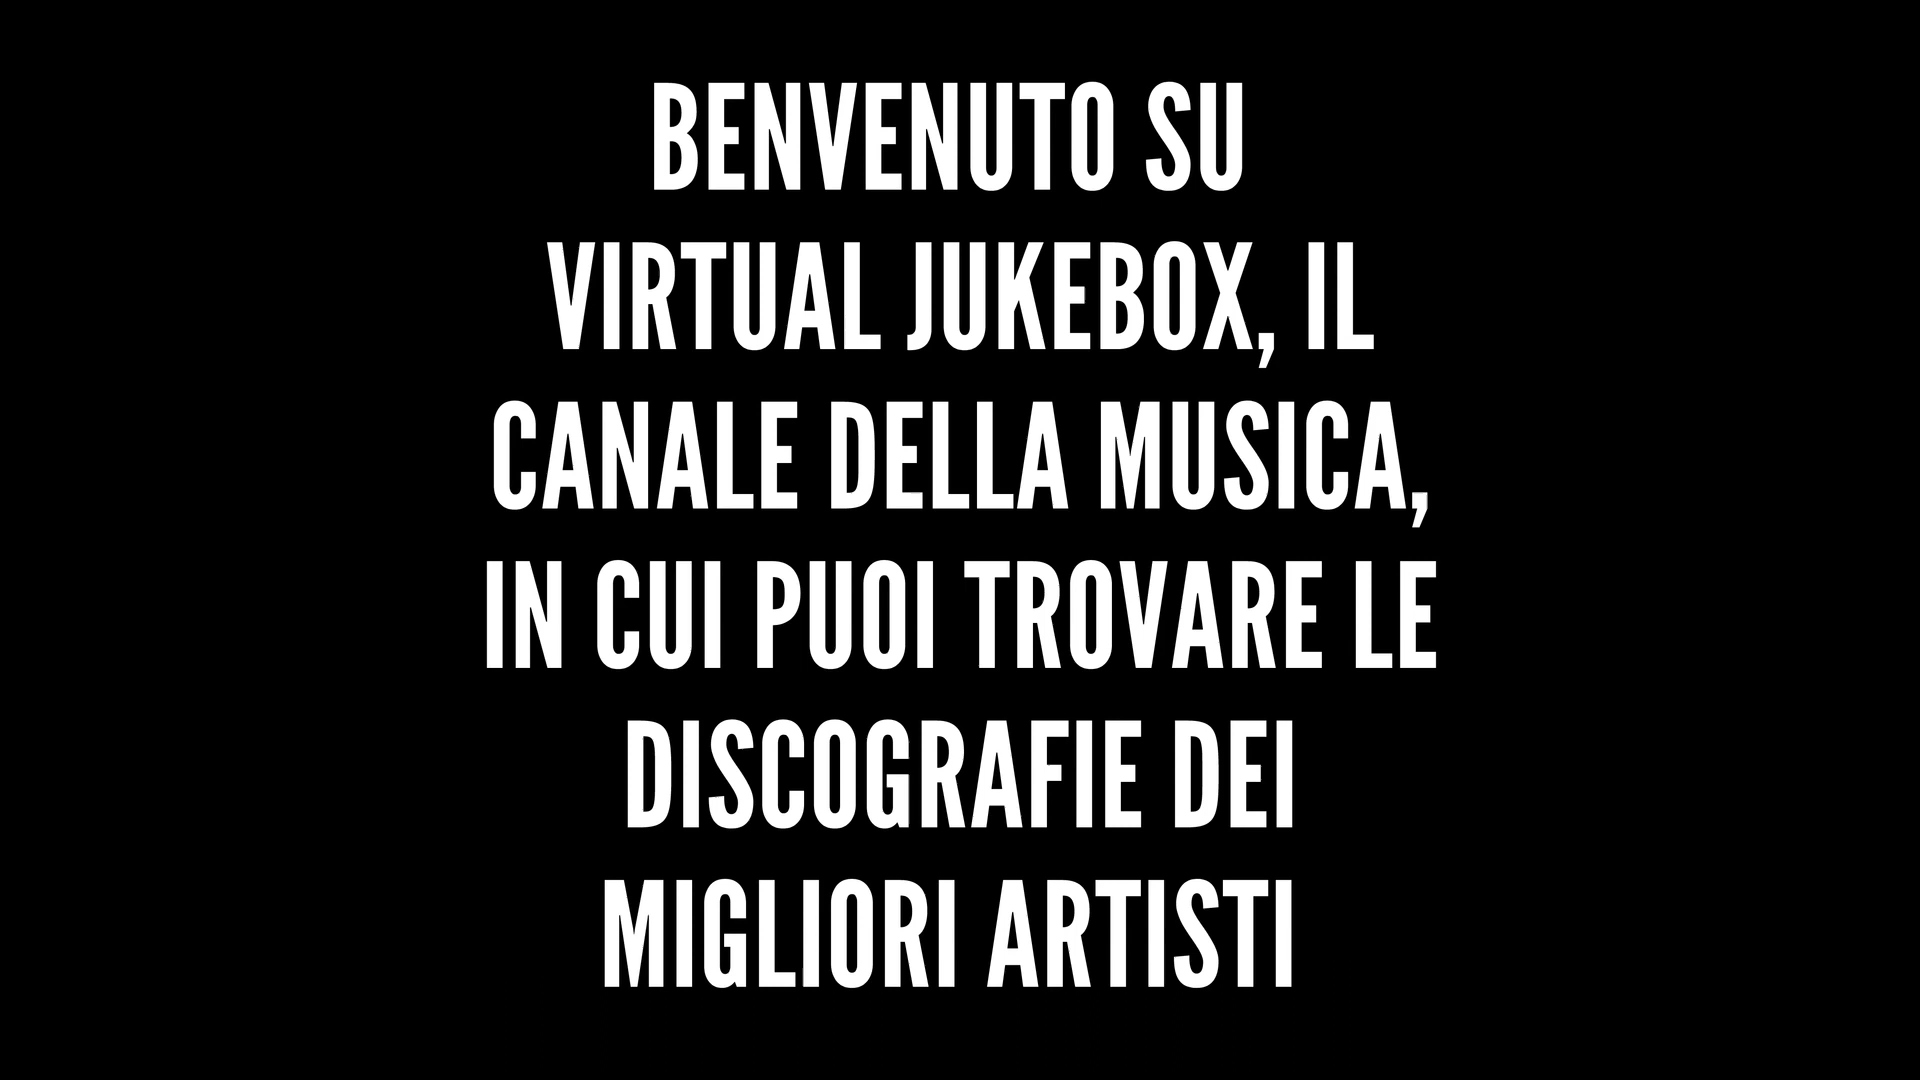 BENVENUTO SU
VIRTUAL JUKEBOX, IL
CANALE DELLA MUSICA,
IN CUI PUOI TROVARE LE
DISCOGRAFIE DEI
MIGLIORI ARTISTI